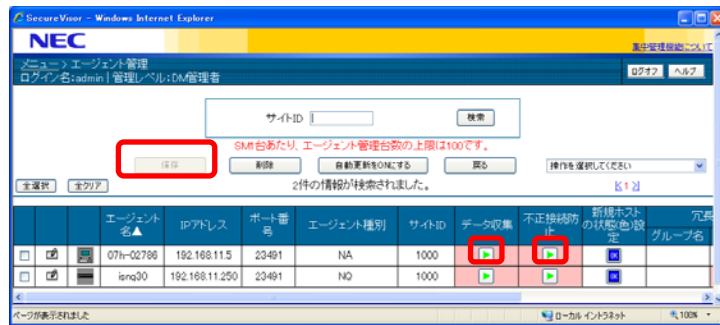 SecureVisor - Windows Internet Explorer
NEC
集中管理機能について
メニュー > エージェント管理
ログイン名:admin | 管理レベル:DM管理者
ログオフ ヘルプ
サイトID 検索
SM1台あたり、エージェント管理台数の上限は100です。
保存 削除 自動更新をONにする 戻る 操作を選択してください
全選択 全クリア 2件の情報が検索されました。 K 1 >|
エージェント名▲ IPアドレス ポート番号 エージェント種別 サイトID データ収集 不正接続防止 新規ホストの状態(色)設定 冗長
グループ名
07h-02786 192.168.11.5 23491 NA 1000 OK
isnq30 192.168.11.250 23491 NQ 1000 OK
ページが表示されました ローカル イントラネット 100%